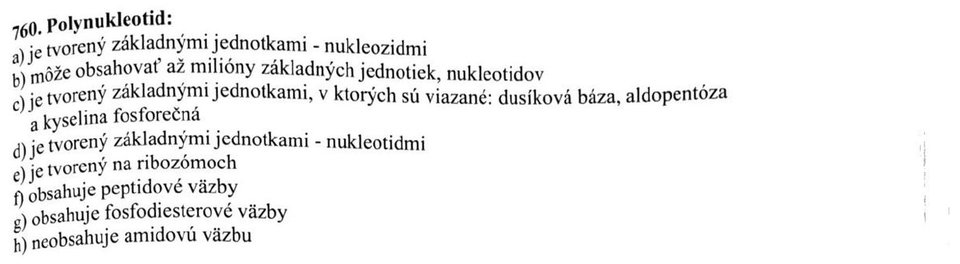 760. Polynukleotid:
a) je tvorený základnými jednotkami - nukleozidmi
b) môže obsahovať až milióny základných jednotiek, nukleotidov
c) je tvorený základnými jednotkami, v ktorých sú viazané: dusíková báza, aldopentóza
a kyselina fosforečná
d) je tvorený základnými jednotkami - nukleotidmi
e) je tvorený na ribozómoch
f) obsahuje peptidové väzby
g) obsahuje fosfodiesterové väzby
h) neobsahuje amidovú väzbu